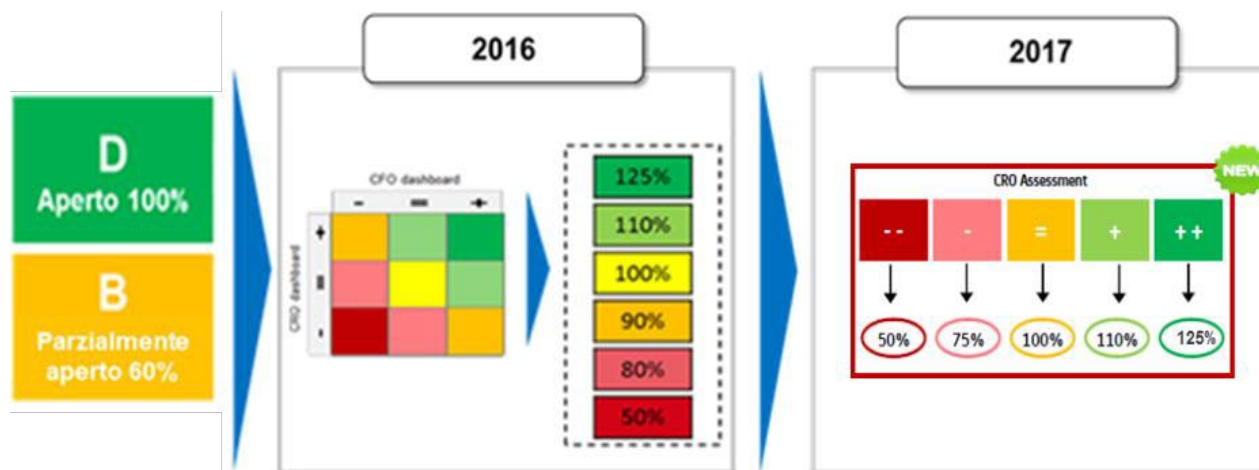 D
Aperto 100%
B
Parzialmente
aperto 60%
2016
CFO dashboard
- = +
CRO dashboard
+
=
-
125%
110%
100%
90%
80%
50%
2017
NEW
CRO Assessment
-- - = + ++
50% 75% 100% 110% 125%